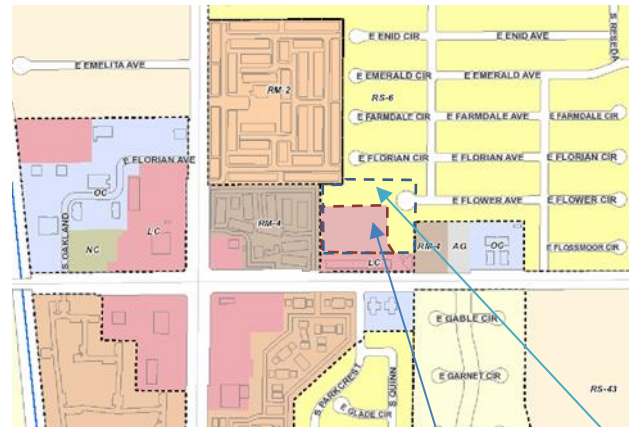 E ENID CIR
E ENID AVE
S RESEDA
E EMELITA AVE
E EMERALD CIR
E EMERALD AVE
RM-2
RS-6
E FARMDALE CIR
E FARMDALE AVE
E FARMDALE CIR
E FLORIAN AVE
E FLORIAN CIR
E FLORIAN AVE
E FLORIAN CIR
OC
S OAKLAND
E FLOWER AVE
E FLOWER CIR
RM-4
LC
NC
RM-4
AG
OC
E FLOSSMOOR CIR
LC
E GABLE CIR
S PARKCREST
S QUINN
E GARNET CIR
RS-43
E GLADE CIR